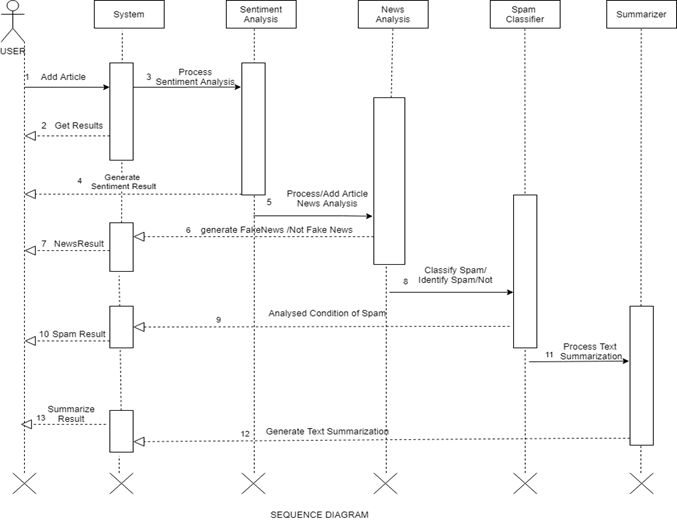 System
Sentiment
Analysis
News
Analysis
Spam
Classifier
Summarizer
USER
1 Add Article
3 Process
Sentiment Analysis
2 Get Results
4 Generate
Sentiment Result
5 Process/Add Article
News Analysis
6 generate FakeNews /Not Fake News
7 NewsResult
8 Classify Spam/
Identify Spam/Not
9 Analysed Condition of Spam
10 Spam Result
11 Process Text
Summarization
13 Summarize
Result
12 Generate Text Summarization
SEQUENCE DIAGRAM